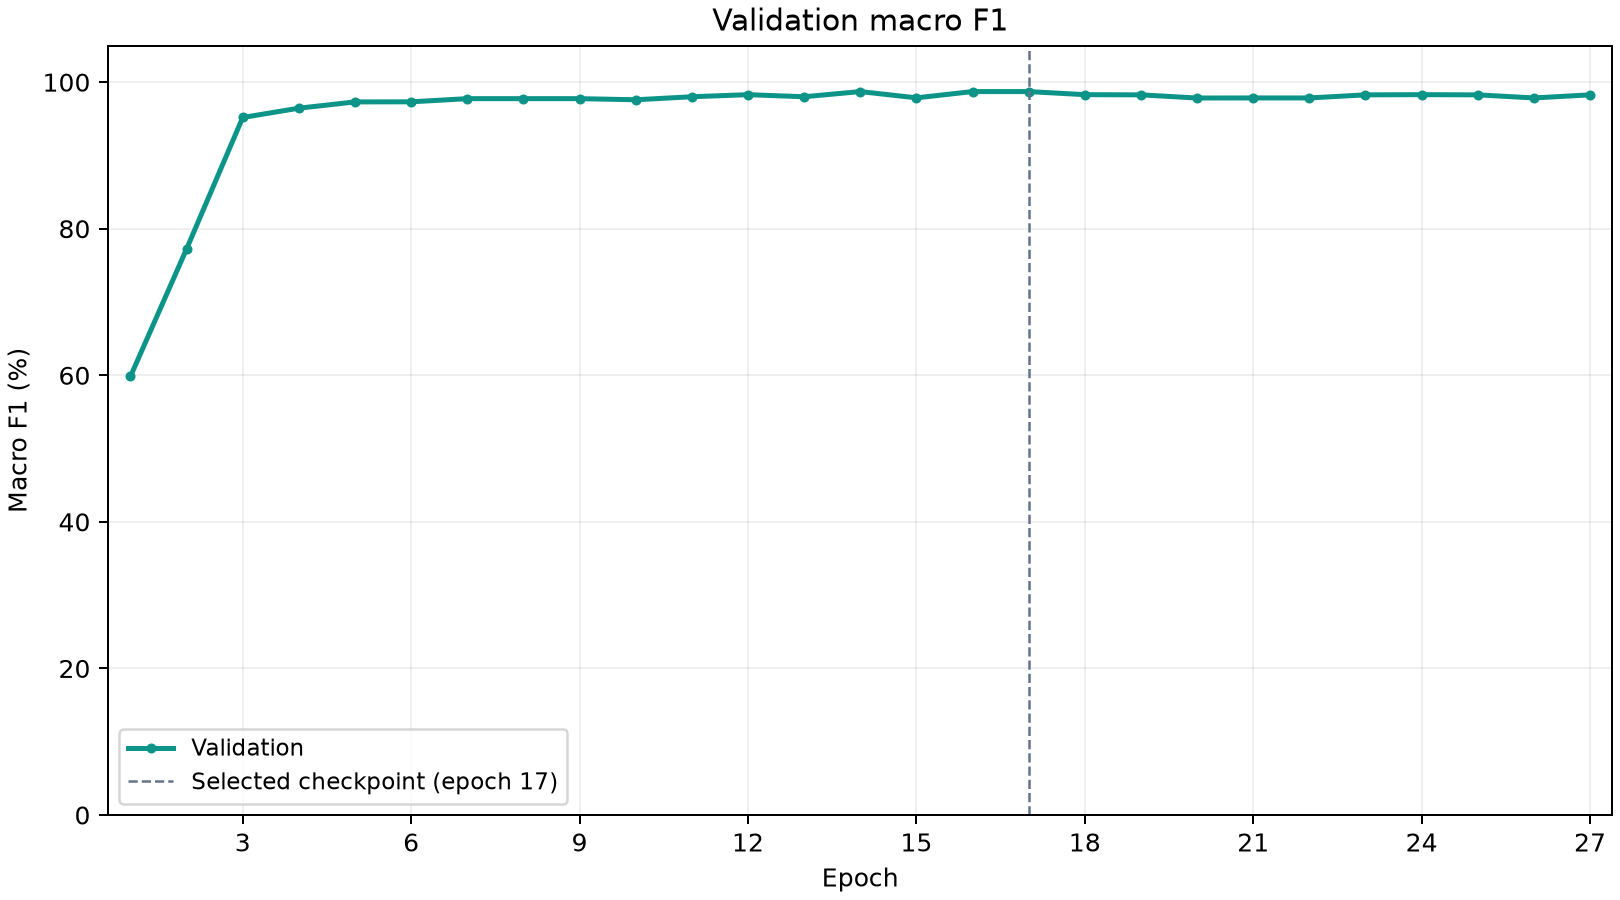 Validation macro F1
Macro F1 (%)
100
80
60
40
20
0
Validation
Selected checkpoint (epoch 17)
3 6 9 12 15 18 21 24 27
Epoch